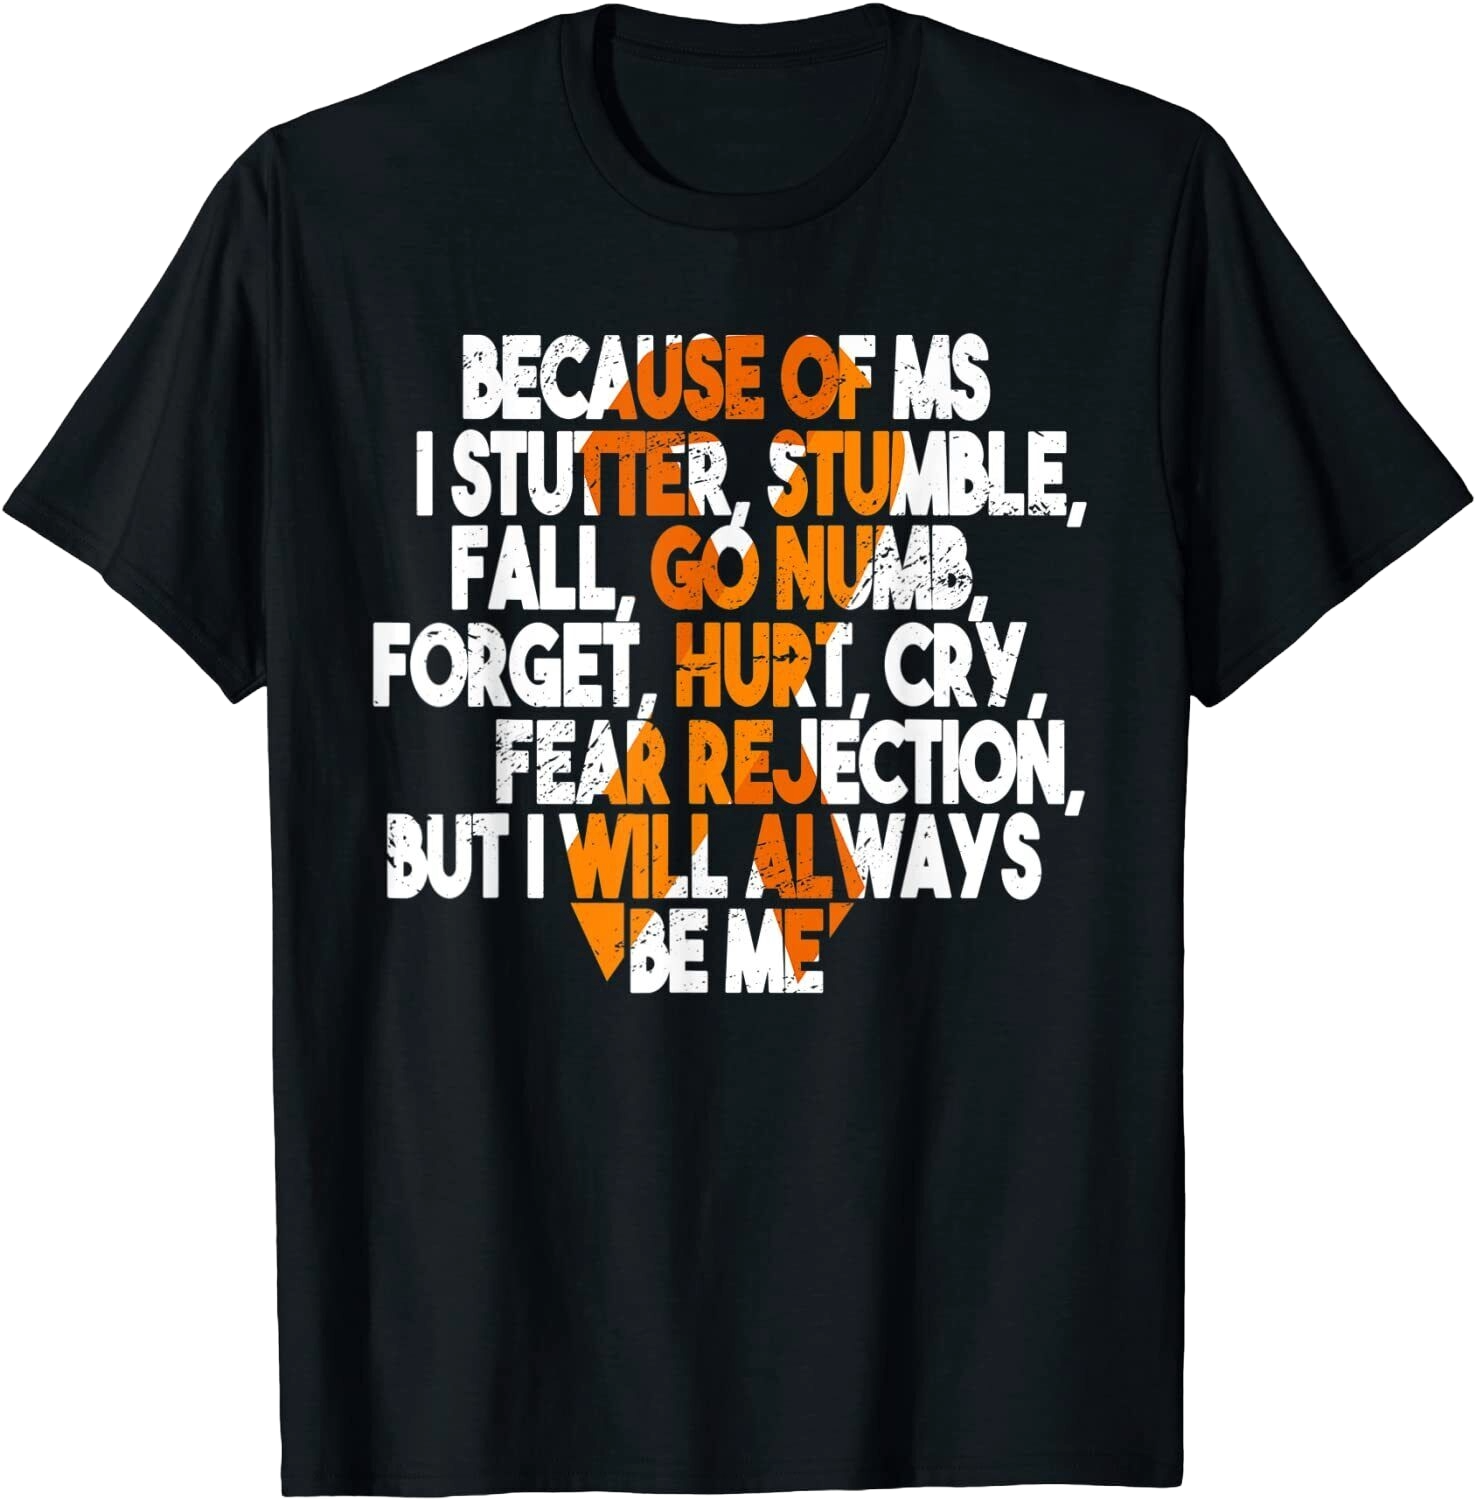 BECAUSE OF MS
I STUTTER, STUMBLE,
FALL, GO NUMB,
FORGET, HURT, CRY,
FEAR REJECTION,
BUT I WILL ALWAYS
BE ME